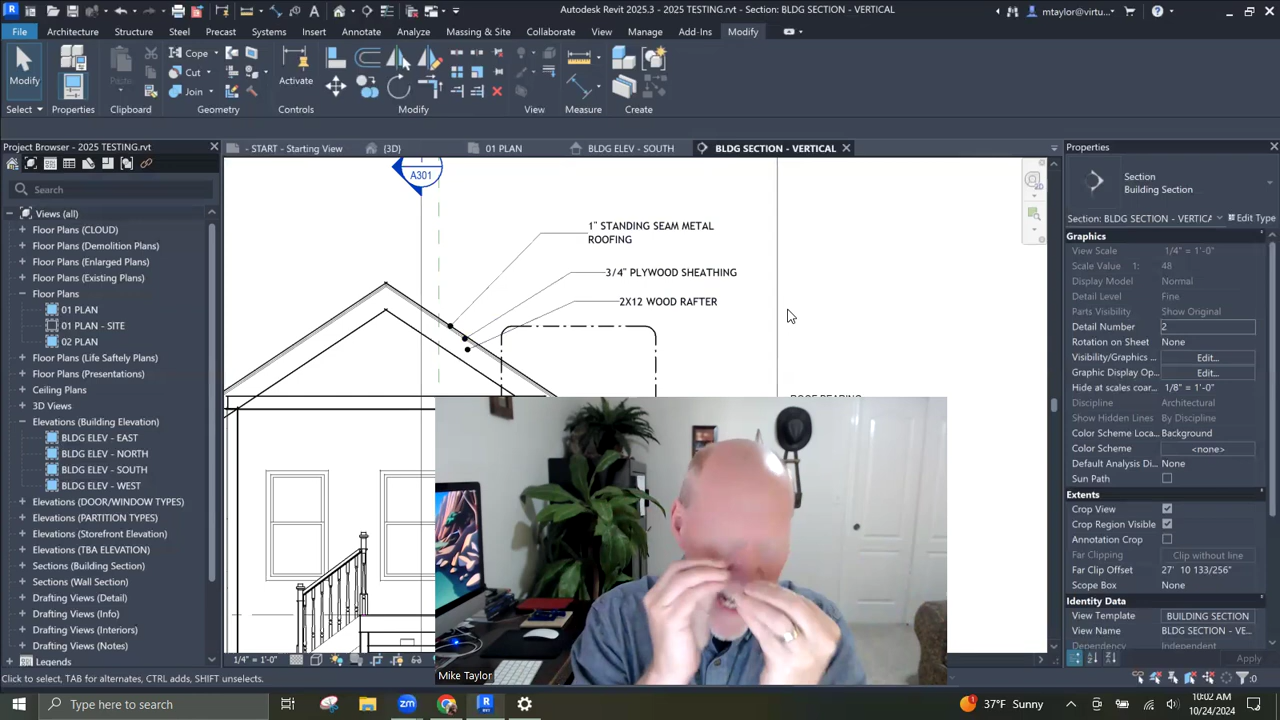 Autodesk Revit 2025.3 - 2025 TESTING.rvt - Section: BLDG SECTION - VERTICAL
mtaylor@virtu...
File
Architecture
Structure
Steel
Precast
Systems
Insert
Annotate
Analyze
Massing & Site
Collaborate
View
Manage
Add-Ins
Modify
Modify
Properties
Paste
Cope
Cut
Join
Activate
Select
Properties
Clipboard
Geometry
Controls
Modify
View
Measure
Create
Project Browser - 2025 TESTING.rvt
- START - Starting View
(3D)
01 PLAN
BLDG ELEV - SOUTH
BLDG SECTION - VERTICAL
Search
Views (all)
Floor Plans (CLOUD)
Floor Plans (Demolition Plans)
Floor Plans (Enlarged Plans)
Floor Plans (Existing Plans)
Floor Plans
01 PLAN
01 PLAN - SITE
02 PLAN
Floor Plans (Life Saftely Plans)
Floor Plans (Presentations)
Ceiling Plans
3D Views
Elevations (Building Elevation)
BLDG ELEV - EAST
BLDG ELEV - NORTH
BLDG ELEV - SOUTH
BLDG ELEV - WEST
Elevations (DOOR/WINDOW TYPES)
Elevations (PARTITION TYPES)
Elevations (Storefront Elevation)
Elevations (TBA ELEVATION)
Sections (Building Section)
Sections (Wall Section)
Drafting Views (Detail)
Drafting Views (Info)
Drafting Views (Interiors)
Drafting Views (Notes)
Legends
A301
1" STANDING SEAM METAL
ROOFING
3/4" PLYWOOD SHEATHING
2X12 WOOD RAFTER
ROOF BEARING
Mike Taylor
Properties
Section
Building Section
Section: BLDG SECTION - VERTICA
Edit Type
Graphics
View Scale 1/4" = 1'-0"
Scale Value 1: 48
Display Model Normal
Detail Level Fine
Parts Visibility Show Original
Detail Number 2
Rotation on Sheet None
Visibility/Graphics ... Edit...
Graphic Display Op... Edit...
Hide at scales coar... 1/8" = 1'-0"
Discipline Architectural
Show Hidden Lines By Discipline
Color Scheme Loca... Background
Color Scheme <none>
Default Analysis Di... None
Sun Path
Extents
Crop View
Crop Region Visible
Annotation Crop
Far Clipping Clip without line
Far Clip Offset 27' 10 133/256"
Scope Box None
Identity Data
View Template BUILDING SECTION
View Name BLDG SECTION - VE...
Dependency Independent
Apply
1/4" = 1'-0"
Click to select, TAB for alternates, CTRL adds, SHIFT unselects.
:0
Type here to search
zm
37°F Sunny
10:02 AM
10/24/2024